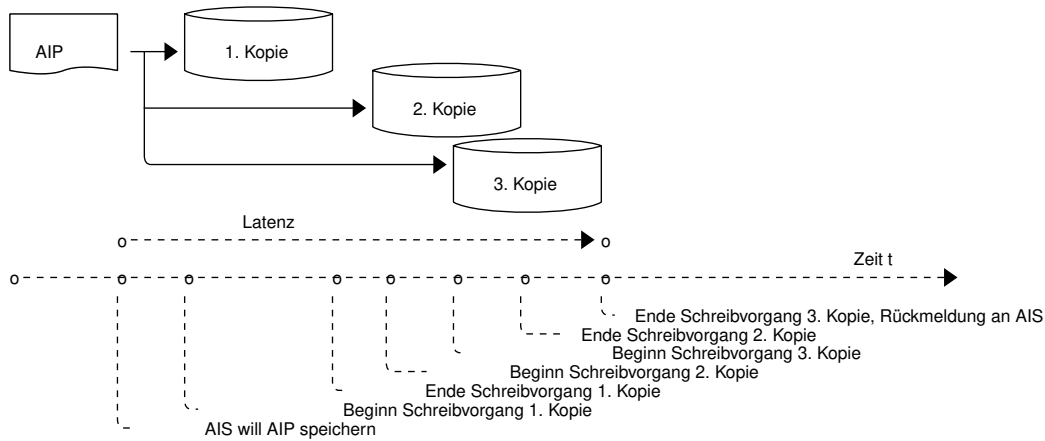 AIP
1. Kopie
2. Kopie
3. Kopie
Latenz
Zeit t
Ende Schreibvorgang 3. Kopie, Rückmeldung an AIS
Ende Schreibvorgang 2. Kopie
Beginn Schreibvorgang 3. Kopie
Beginn Schreibvorgang 2. Kopie
Ende Schreibvorgang 1. Kopie
Beginn Schreibvorgang 1. Kopie
AIS will AIP speichern